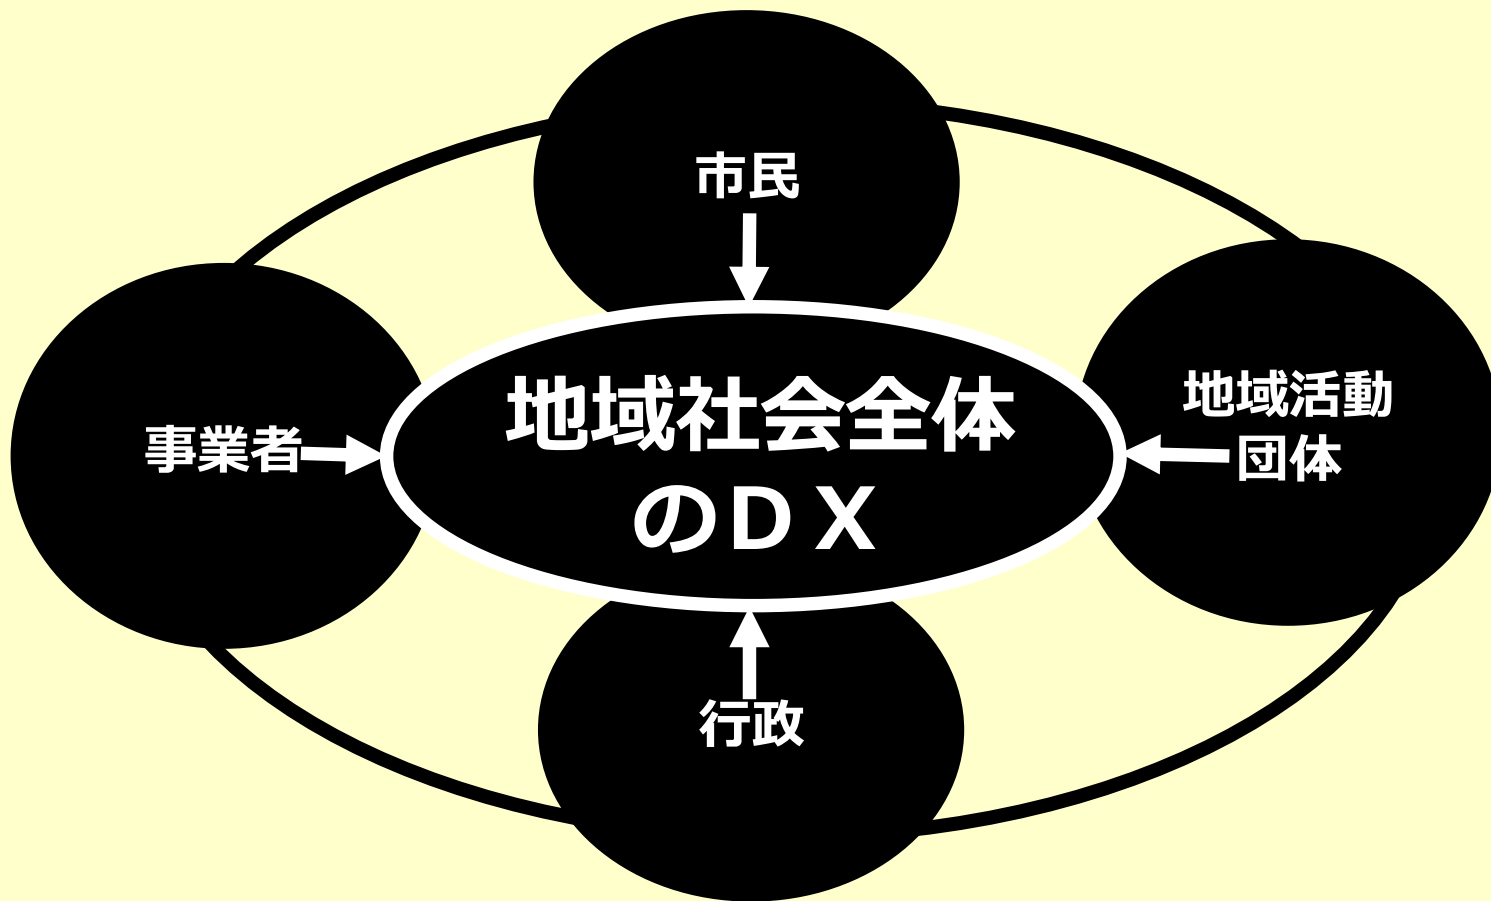 市民
地域社会全体
のＤＸ
事業者
地域活動
団体
行政